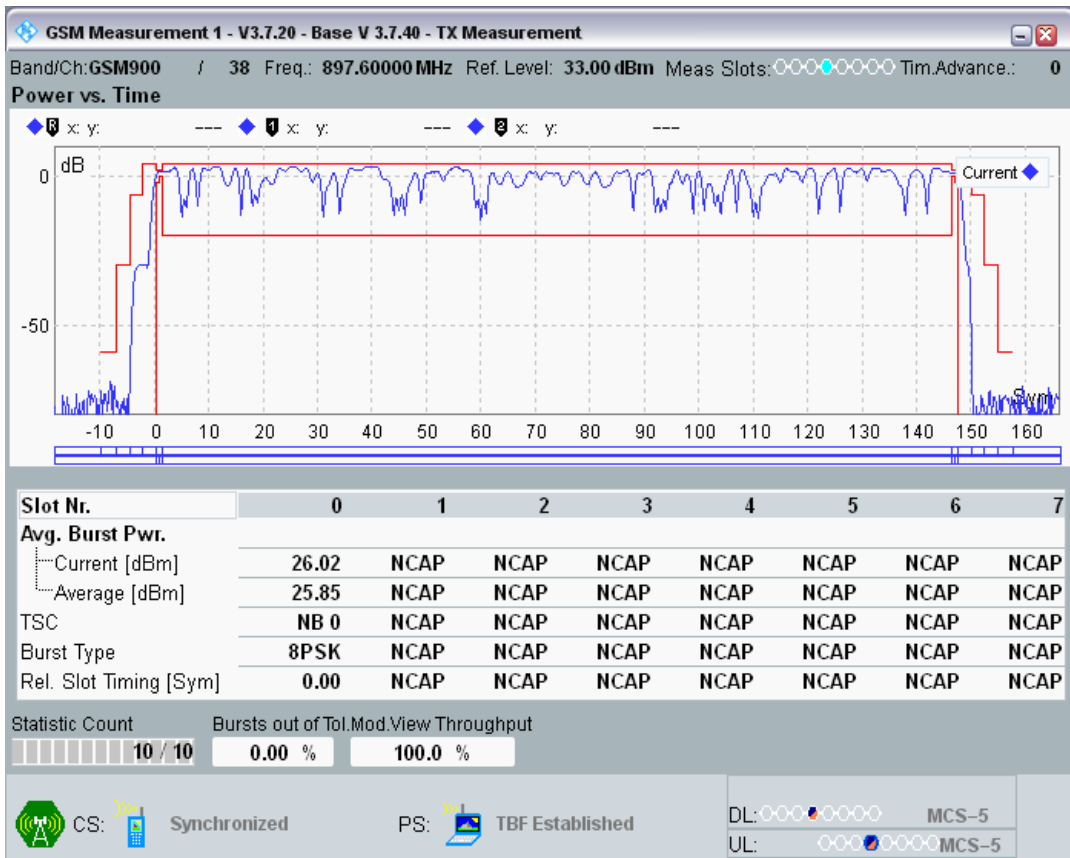 GSM Measurement 1 - V3.7.20 - Base V 3.7.40 - TX Measurement
Band/Ch:GSM900 / 38 Freq.: 897.60000 MHz Ref. Level: 33.00 dBm Meas Slots: Tim.Advance.: 0
Power vs. Time
R x: y: --- 1 x: y: --- 2 x: y: ---
dB
Current
0
-50
Sym
-10 0 10 20 30 40 50 60 70 80 90 100 110 120 130 140 150 160
Slot Nr. 0 1 2 3 4 5 6 7
Avg. Burst Pwr.
Current [dBm] 26.02 NCAP NCAP NCAP NCAP NCAP NCAP NCAP
Average [dBm] 25.85 NCAP NCAP NCAP NCAP NCAP NCAP NCAP
TSC NB 0 NCAP NCAP NCAP NCAP NCAP NCAP NCAP
Burst Type 8PSK NCAP NCAP NCAP NCAP NCAP NCAP NCAP
Rel. Slot Timing [Sym] 0.00 NCAP NCAP NCAP NCAP NCAP NCAP NCAP
Statistic Count Bursts out of Tol.Mod.View Throughput
10 / 10 0.00 % 100.0 %
CS: Synchronized PS: TBF Established
DL: MCS-5
UL: MCS-5